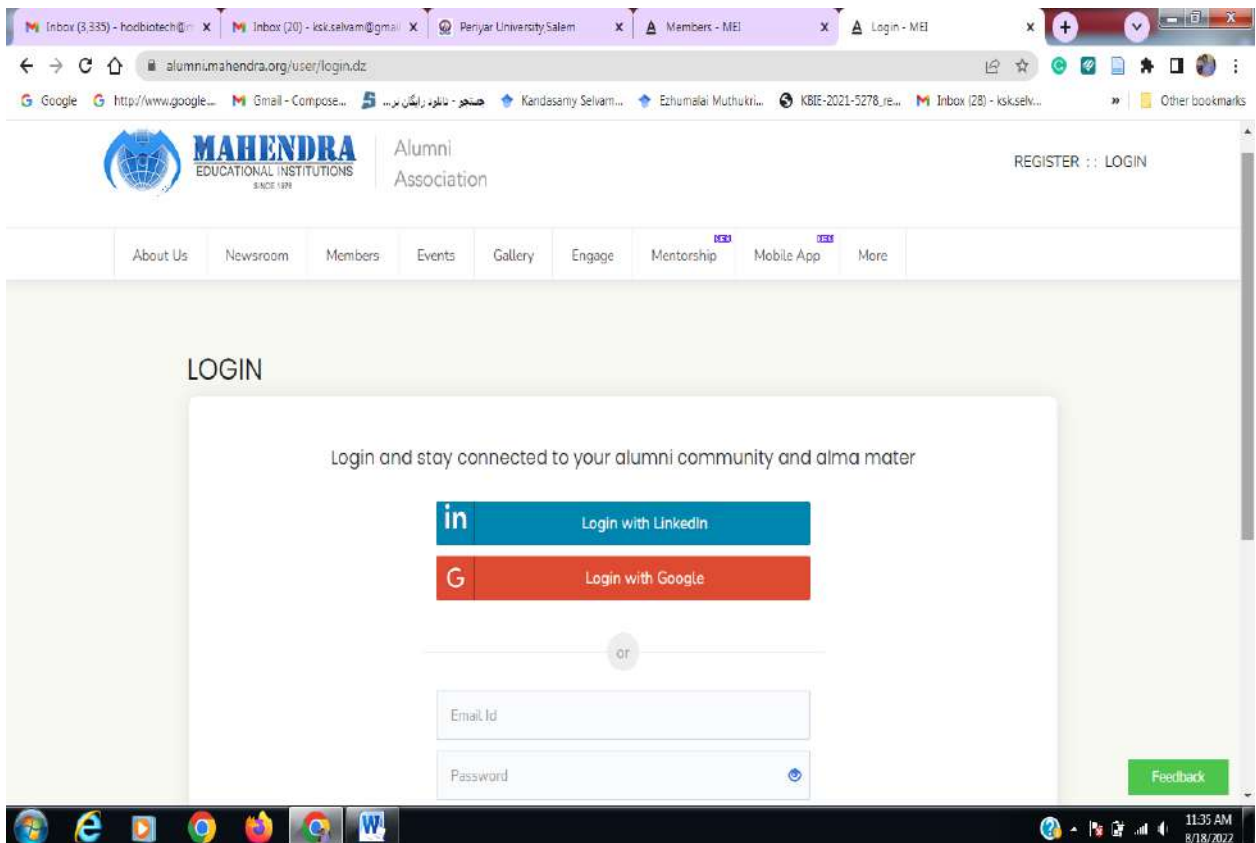 Inbox (3,335) - hodbiotech@m X Inbox (20) - ksk.selvam@gmai X Periyar University,Salem X Members - MEI X Login - MEI X
alumni.mahendra.org/user/login.dz
Google http://www.google... Gmail - Compose... Kandasamy Selvam... Ezhumalai Muthukri... KBIE-2021-5278_re... Inbox (28) - ksk.selv... » Other bookmarks
MAHENDRA
EDUCATIONAL INSTITUTIONS
SINCE 1978
Alumni
Association
REGISTER :: LOGIN
About Us Newsroom Members Events Gallery Engage Mentorship NEW Mobile App NEW More
LOGIN
Login and stay connected to your alumni community and alma mater
in Login with LinkedIn
G Login with Google
or
Email Id
Password
Feedback
11:35 AM
8/18/2022